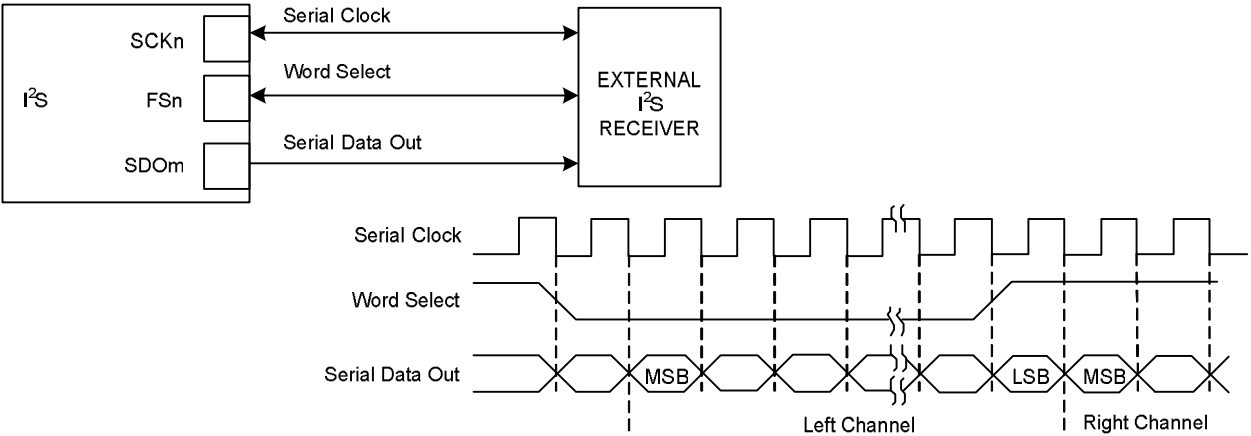 Serial Clock
SCKn
Word Select
I²S
FSn
EXTERNAL
I²S
RECEIVER
Serial Data Out
SDOm
Serial Clock
Word Select
Serial Data Out
MSB
LSB
MSB
Left Channel
Right Channel